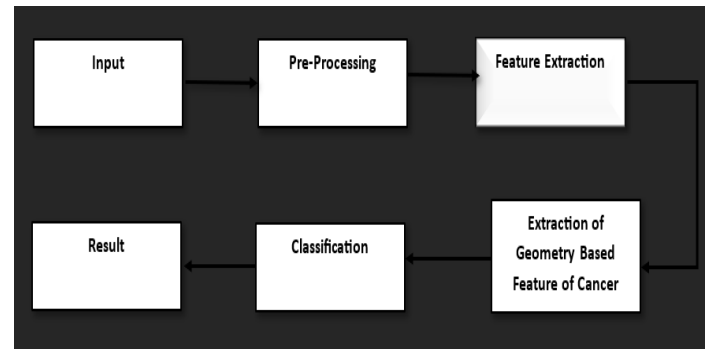 Input
Pre-Processing
Feature Extraction
Extraction of
Geometry Based
Feature of Cancer
Classification
Result